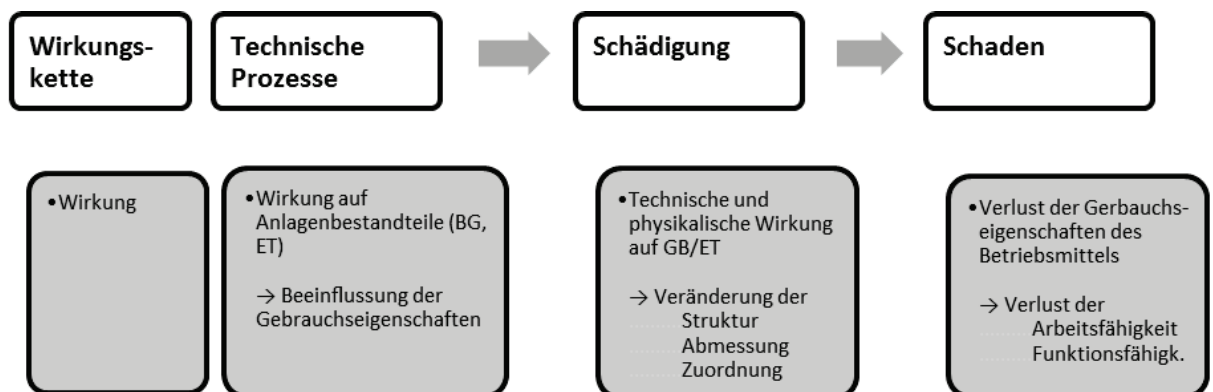 Wirkungs-
kette
Technische
Prozesse
Schädigung
Schaden
•Wirkung
•Wirkung auf
Anlagenbestandteile (BG,
ET)
→ Beeinflussung der
Gebrauchseigenschaften
•Technische und
physikalische Wirkung
auf GB/ET
→ Veränderung der
Struktur
Abmessung
Zuordnung
•Verlust der Gerbauchs-
eigenschaften des
Betriebsmittels
→ Verlust der
Arbeitsfähigkeit
Funktionsfähigk.